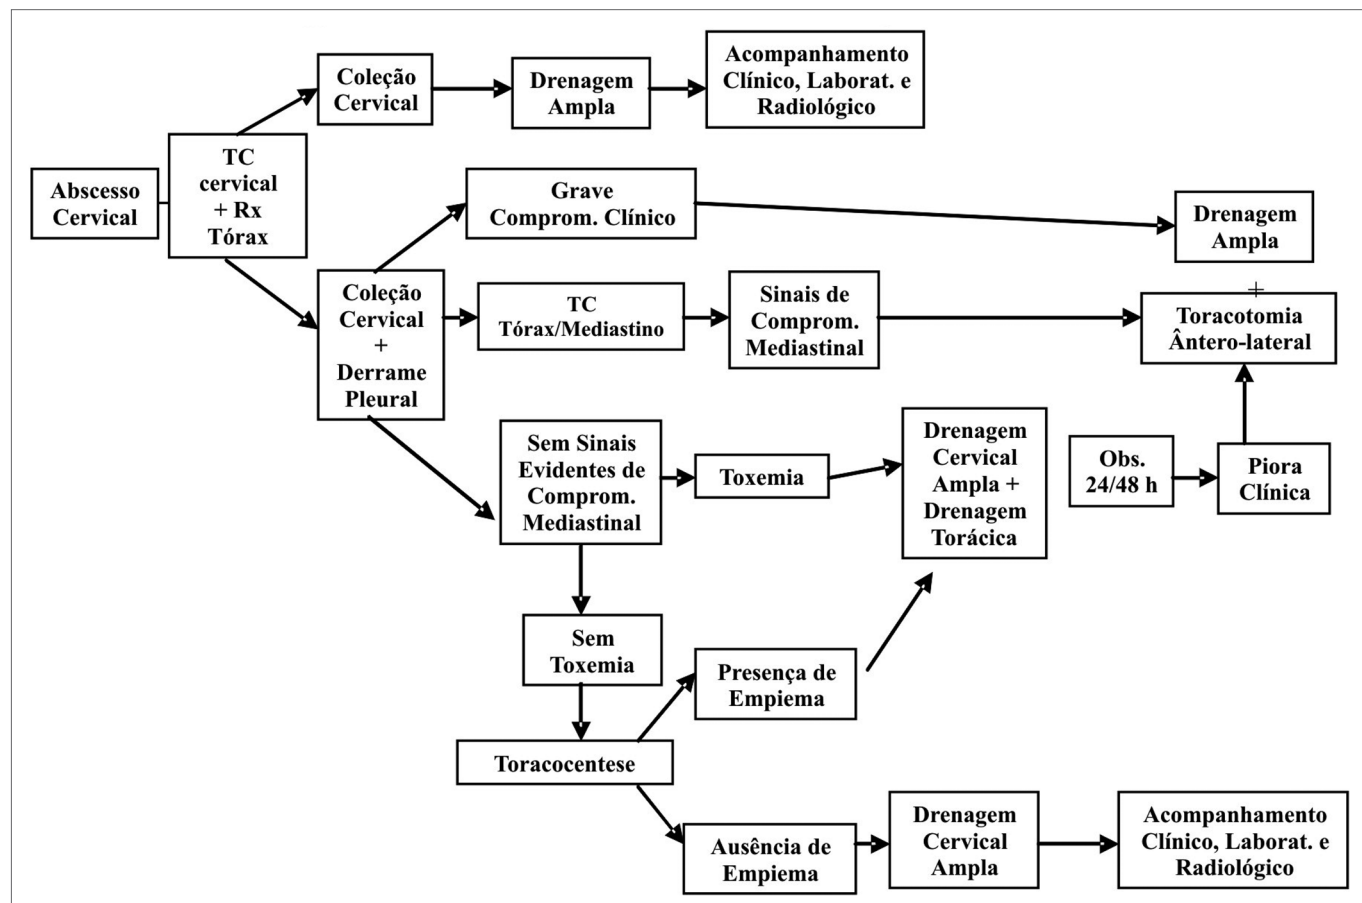 Abscesso
Cervical
TC
cervical
+ Rx
Tórax
Coleção
Cervical
Drenagem
Ampla
Acompanhamento
Clínico, Laborat. e
Radiológico
Coleção
Cervical
+
Derrame
Pleural
Grave
Comprom. Clínico
Drenagem
Ampla
+
Toracotomia
Ântero-lateral
TC
Tórax/Mediastino
Sinais de
Comprom.
Mediastinal
Sem Sinais
Evidentes de
Comprom.
Mediastinal
Toxemia
Drenagem
Cervical
Ampla +
Drenagem
Torácica
Obs.
24/48 h
Piora
Clínica
Sem
Toxemia
Toracocentese
Presença de
Empiema
Ausência de
Empiema
Drenagem
Cervical
Ampla
Acompanhamento
Clínico, Laborat. e
Radiológico